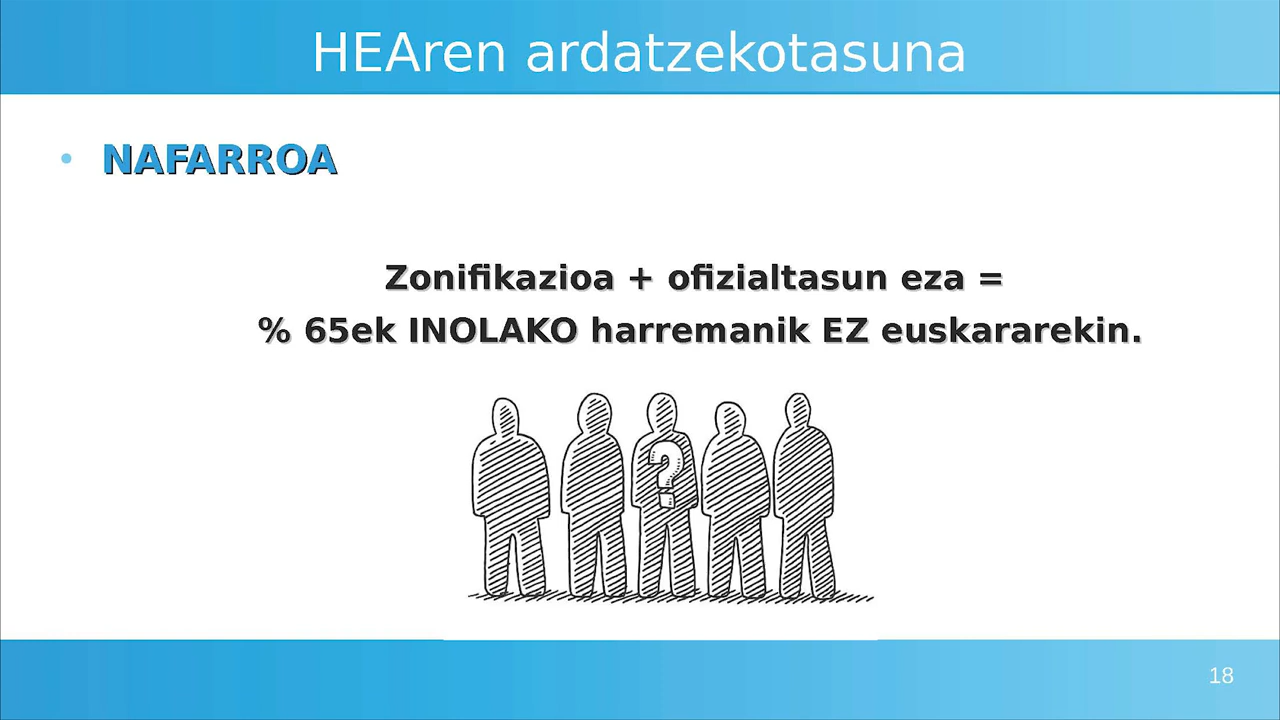 HEAren ardatzekotasuna
• NAFARROA
Zonifikazioa + ofizialtasun eza =
% 65ek INOLAKO harremanik EZ euskararekin.
?
18